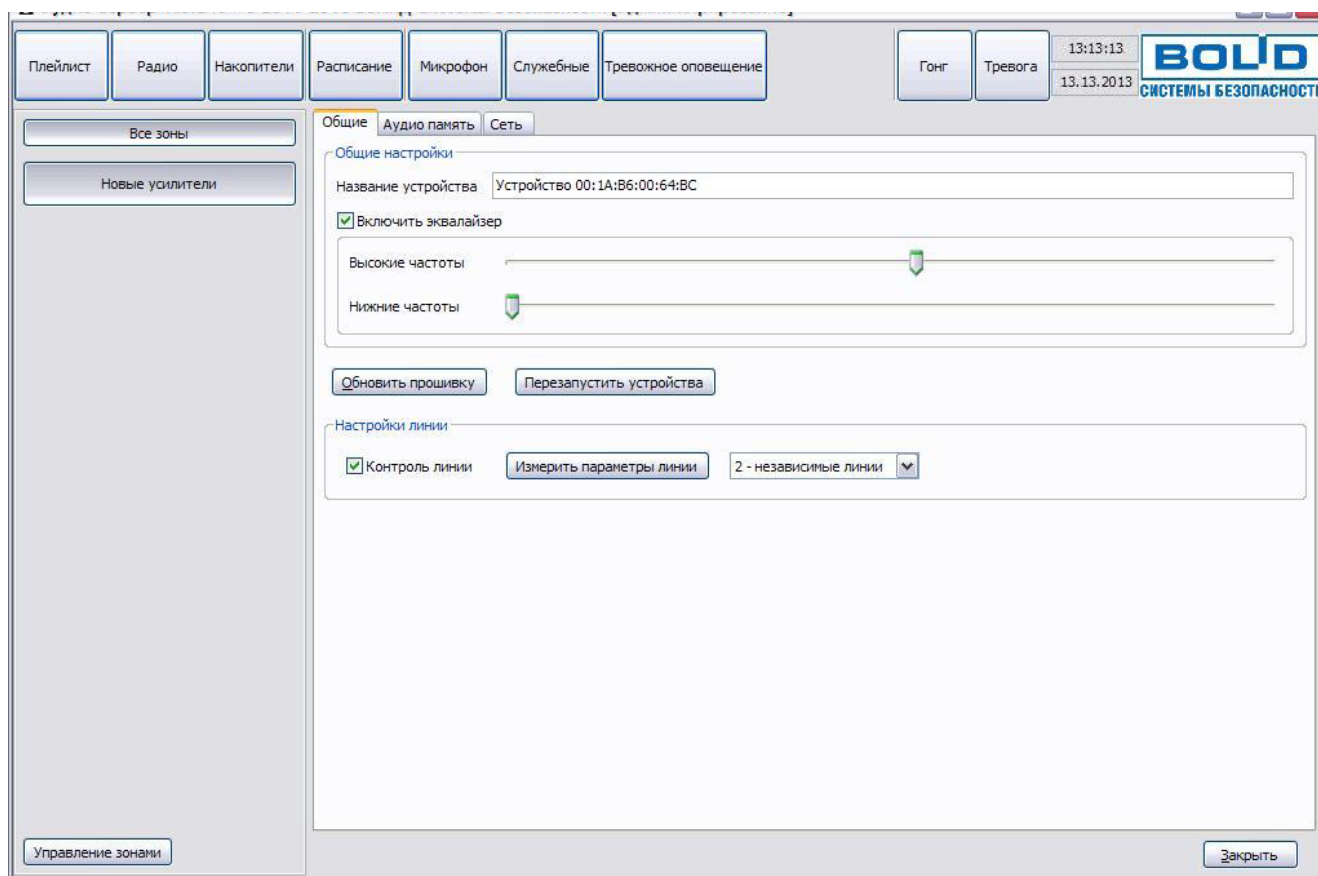 Плейлист
Радио
Накопители
Расписание
Микрофон
Служебные
Тревожное оповещение
Гонг
Тревога
13:13:13
13.13.2013
BOLID
СИСТЕМЫ БЕЗОПАСНОСТИ
Все зоны
Новые усилители
Общие
Аудио память
Сеть
Общие настройки
Название устройства
Устройство 00:1A:B6:00:64:BC
Включить эквалайзер
Высокие частоты
Нижние частоты
Обновить прошивку
Перезапустить устройства
Настройки линии
Контроль линии
Измерить параметры линии
2 - независимые линии
Управление зонами
Закрыть